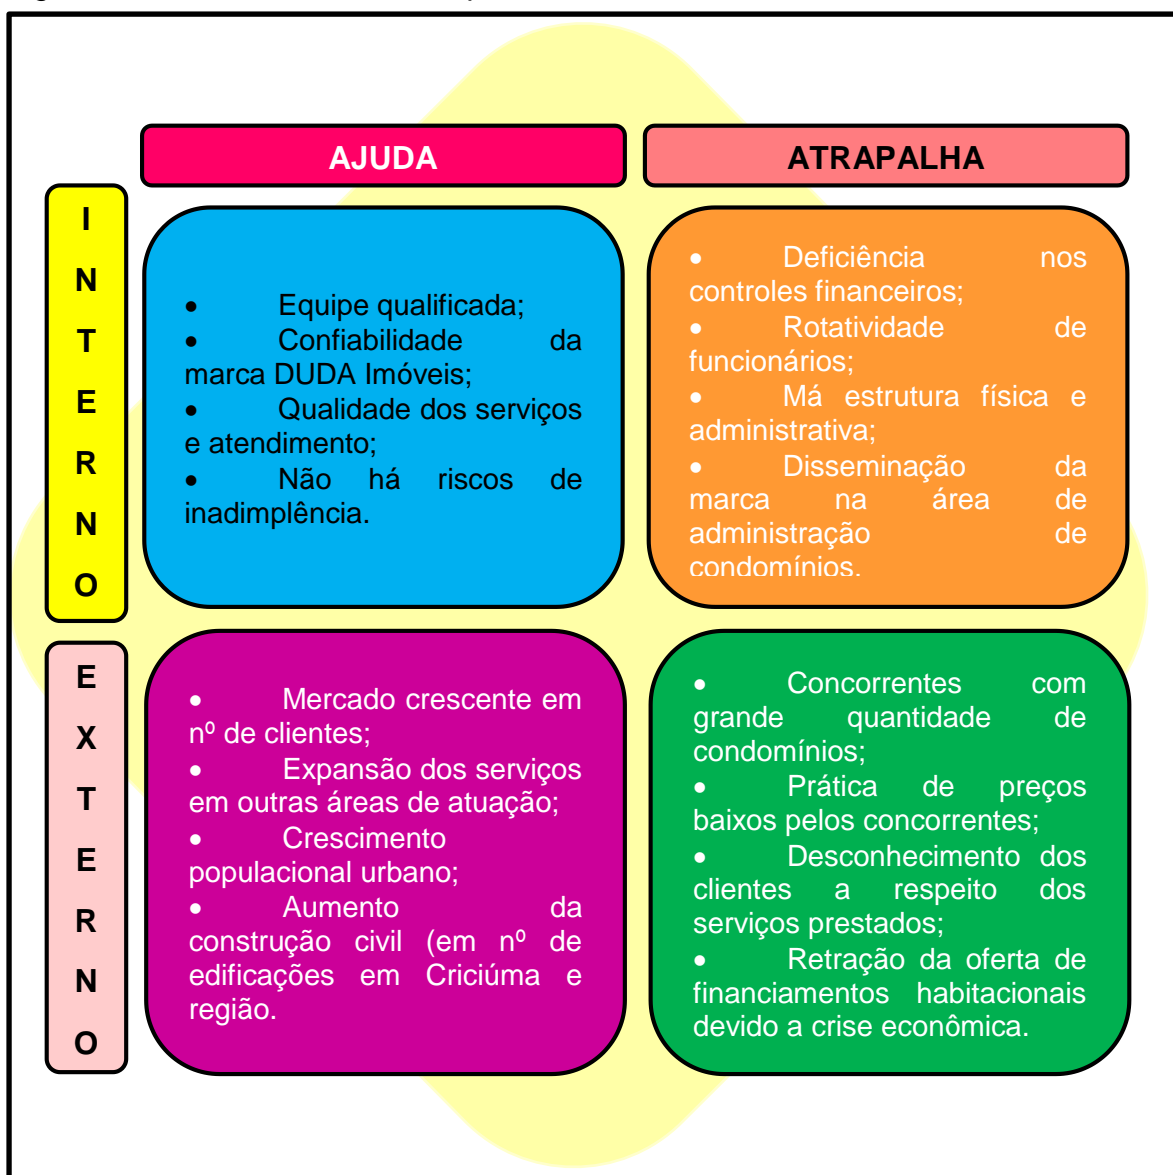 AJUDA
ATRAPALHA
I
N
T
E
R
N
O
• Equipe qualificada;
• Confiabilidade da
marca DUDA Imóveis;
• Qualidade dos serviços
e atendimento;
• Não há riscos de
inadimplência.
• Deficiência nos
controles financeiros;
• Rotatividade de
funcionários;
• Má estrutura física e
administrativa;
• Disseminação da
marca na área de
administração de
condomínios.
E
X
T
E
R
N
O
• Mercado crescente em
nº de clientes;
• Expansão dos serviços
em outras áreas de atuação;
• Crescimento
populacional urbano;
• Aumento da
construção civil (em nº de
edificações em Criciúma e
região.
• Concorrentes com
grande quantidade de
condomínios;
• Prática de preços
baixos pelos concorrentes;
• Desconhecimento dos
clientes a respeito dos
serviços prestados;
• Retração da oferta de
financiamentos habitacionais
devido a crise econômica.